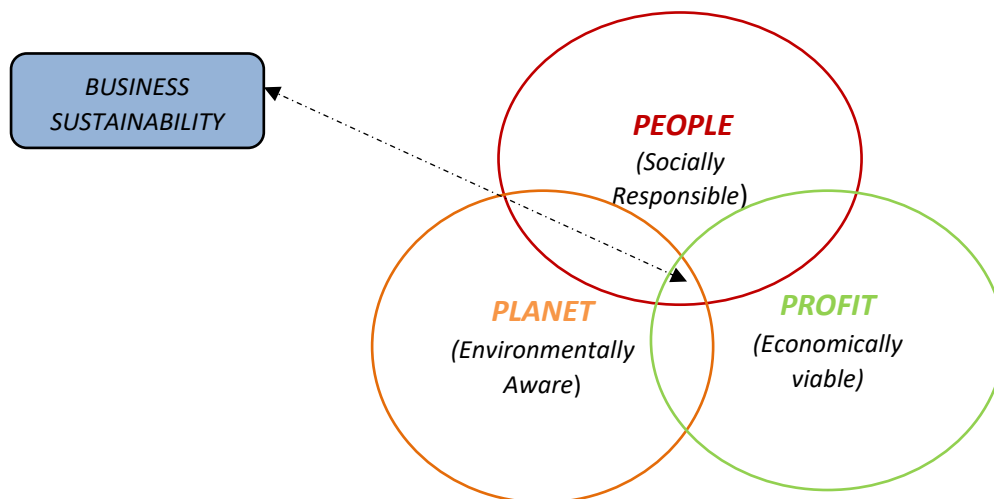 BUSINESS
SUSTAINABILITY
PEOPLE
(Socially
Responsible)
PLANET
(Environmentally
Aware)
PROFIT
(Economically
viable)